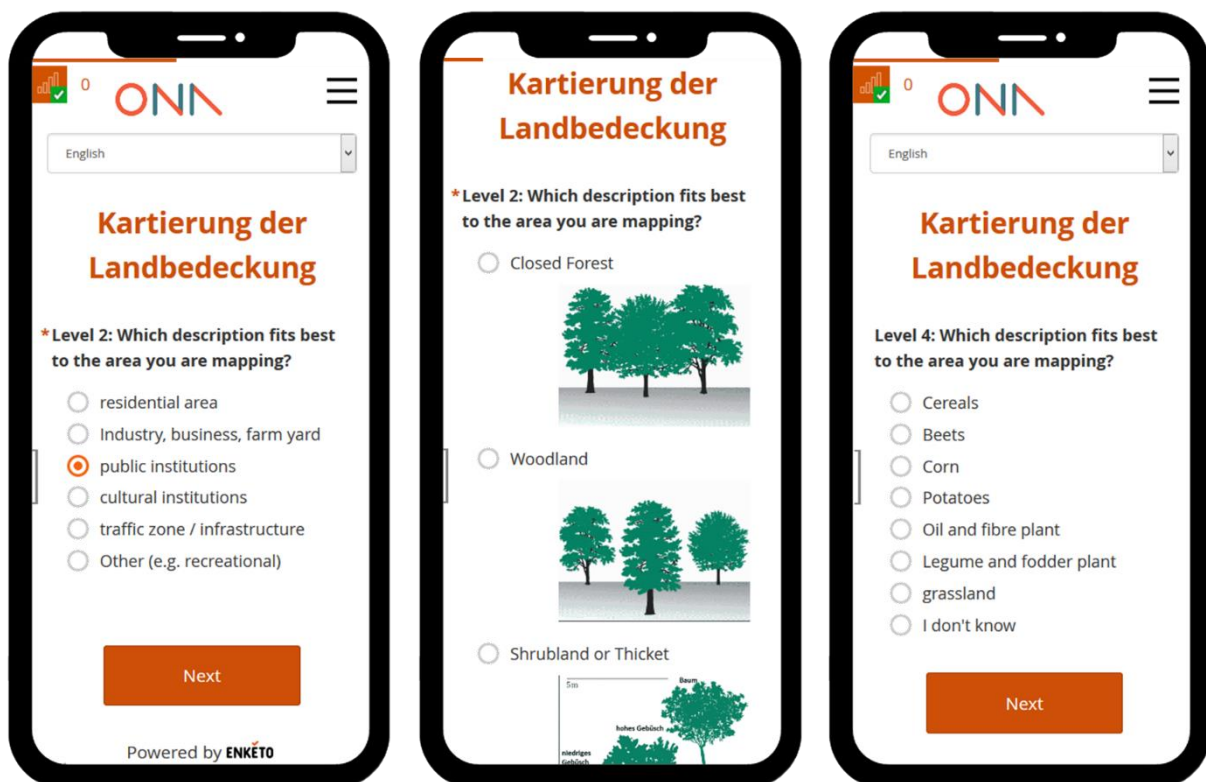 0
ONA
English
Kartierung der
Landbedeckung
*Level 2: Which description fits best
to the area you are mapping?
residential area
Industry, business, farm yard
public institutions
cultural institutions
traffic zone / infrastructure
Other (e.g. recreational)
Next
Powered by ENKETO
Kartierung der
Landbedeckung
*Level 2: Which description fits best
to the area you are mapping?
Closed Forest
Woodland
Shrubland or Thicket
5m
Baum
hohes Gebüsch
niedriges
Gebüsch
0
ONA
English
Kartierung der
Landbedeckung
Level 4: Which description fits best
to the area you are mapping?
Cereals
Beets
Corn
Potatoes
Oil and fibre plant
Legume and fodder plant
grassland
I don't know
Next